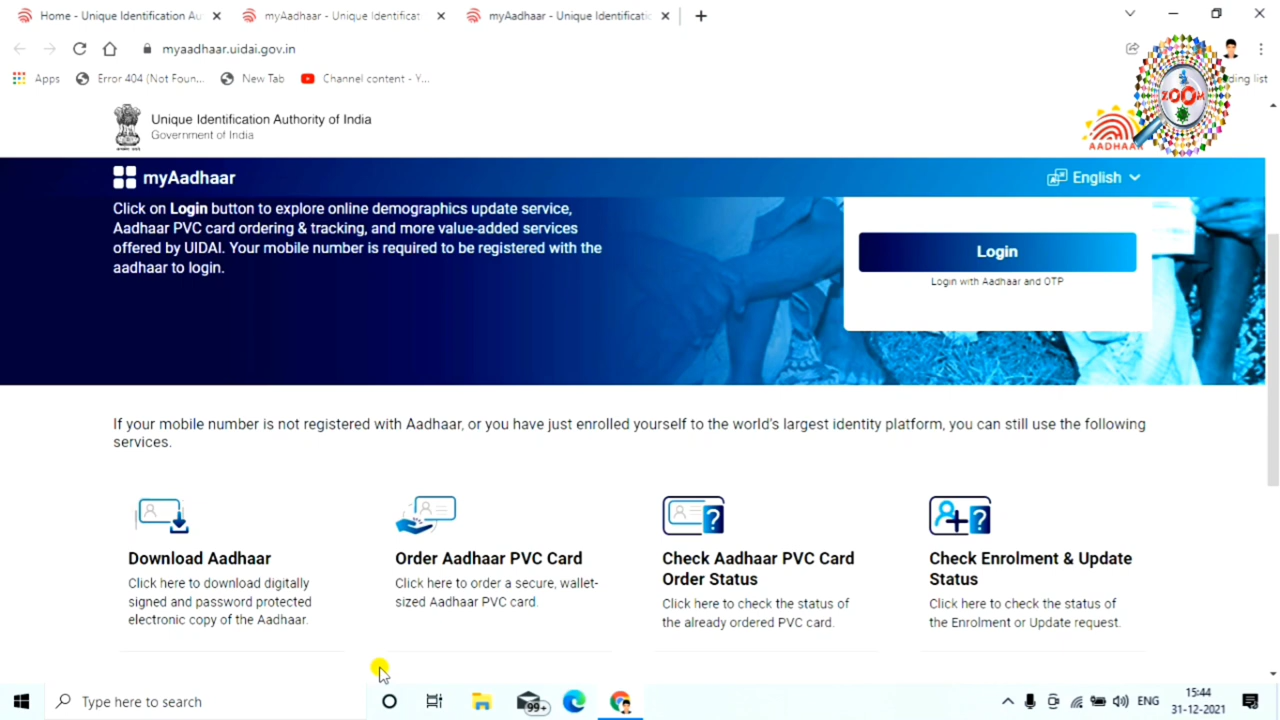 Home - Unique Identification Au
myAadhaar - Unique Identificat
myAadhaar - Unique Identificatio
myaadhaar.uidai.gov.in
Apps
Error 404 (Not Foun...
New Tab
Channel content - Y...
ding list
Unique Identification Authority of India
Government of India
AADHAAR
ZOOM
myAadhaar
English
Click on Login button to explore online demographics update service,
Aadhaar PVC card ordering & tracking, and more value-added services
offered by UIDAI. Your mobile number is required to be registered with the
aadhaar to login.
Login
Login with Aadhaar and OTP
If your mobile number is not registered with Aadhaar, or you have just enrolled yourself to the world's largest identity platform, you can still use the following
services.
Download Aadhaar
Click here to download digitally
signed and password protected
electronic copy of the Aadhaar.
Order Aadhaar PVC Card
Click here to order a secure, wallet-
sized Aadhaar PVC card.
Check Aadhaar PVC Card
Order Status
Click here to check the status of
the already ordered PVC card.
Check Enrolment & Update
Status
Click here to check the status of
the Enrolment or Update request.
Type here to search
99+
ENG
15:44
31-12-2021